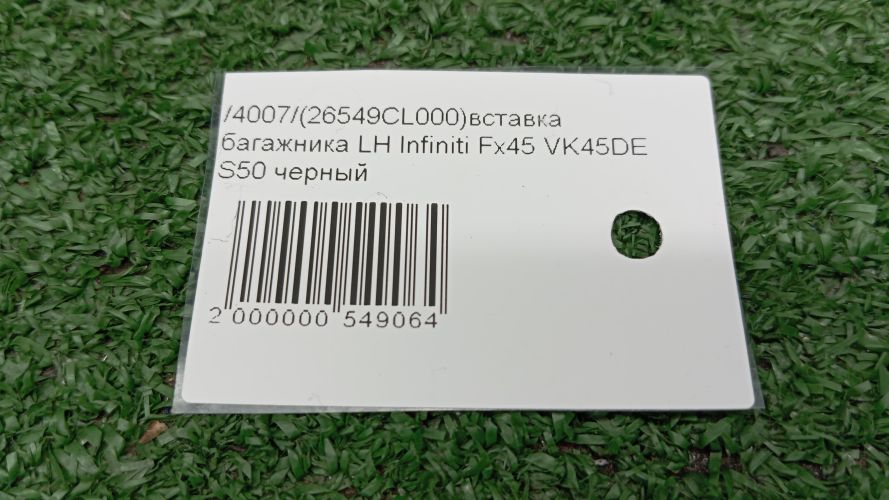 /4007/(26549CL000)вставка
багажника LH Infiniti Fx45 VK45DE
S50 черный
2 000000 549064